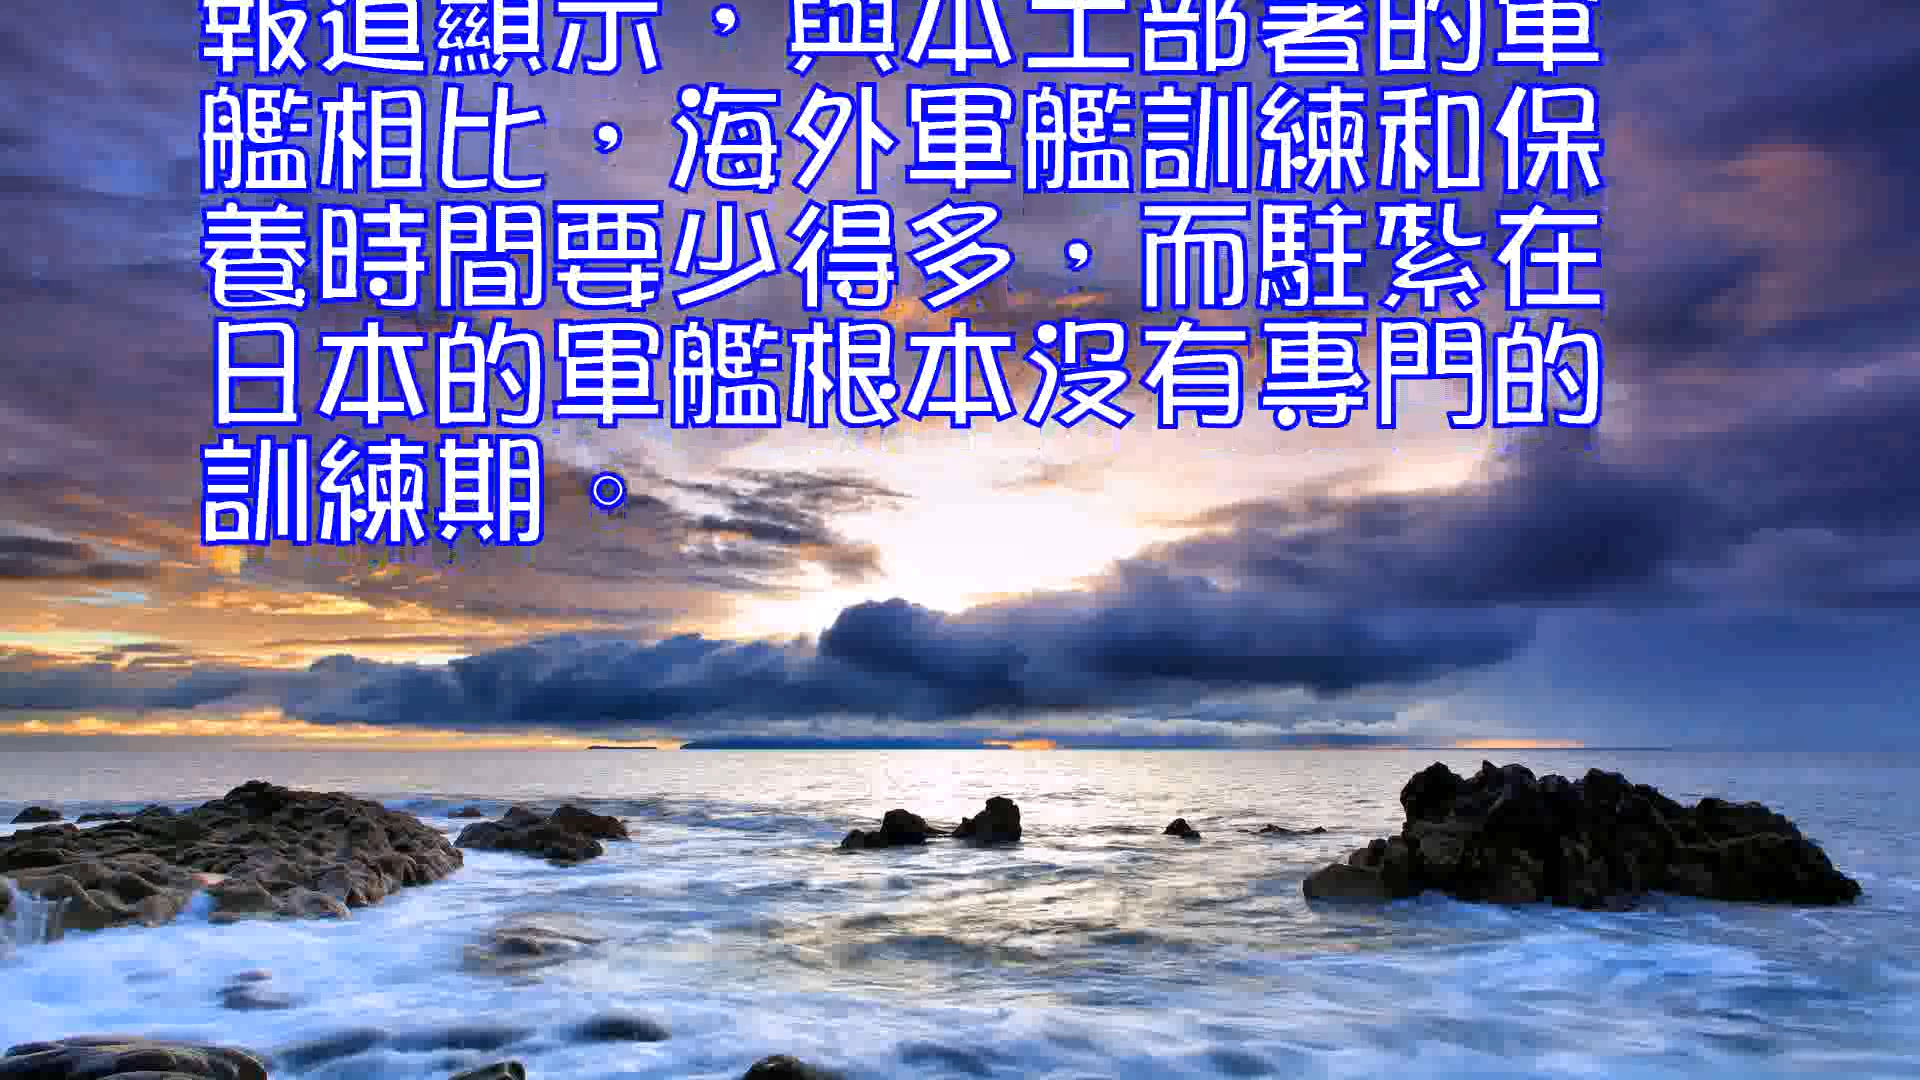 報道顯示，與本土部署的軍
艦相比，海外軍艦訓練和保
養時間要少得多，而駐紮在
日本的軍艦根本沒有專門的
訓練期。